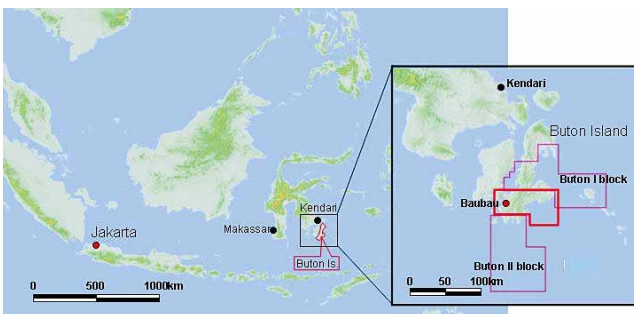 Kendari
Makassar
Jakarta
Buton Is.
0 500 1000km
Kendari
Buton Island
Buton I block
Baubau
Buton II block
0 50 100km